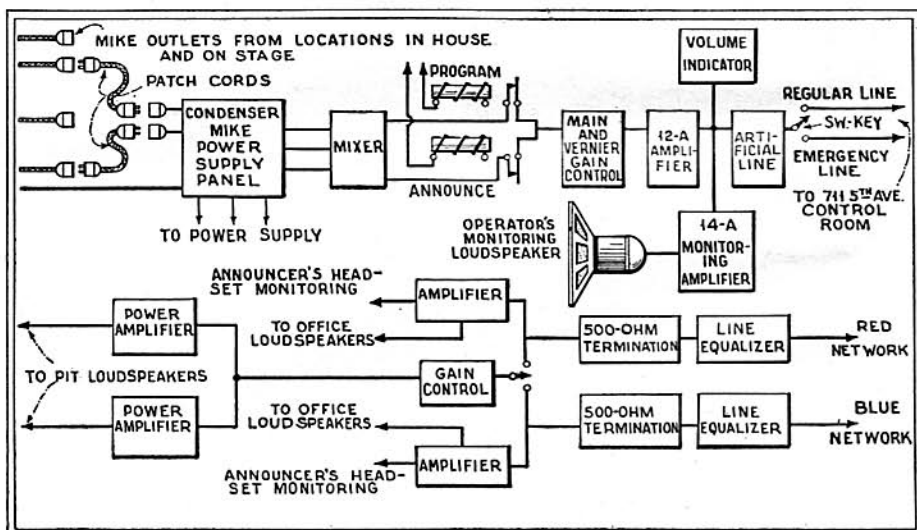 MIKE OUTLETS FROM LOCATIONS IN HOUSE
AND ON STAGE
PATCH CORDS
CONDENSER
MIKE
POWER
SUPPLY
PANEL
TO POWER SUPPLY
MIXER
PROGRAM
ANNOUNCE
MAIN
AND
VERNIER
GAIN
CONTROL
12-A
AMPLI-
FIER
VOLUME
INDICATOR
ARTI-
FICIAL
LINE
REGULAR LINE
SW.-KEY
EMERGENCY
LINE
TO 711 5TH AVE.
CONTROL
ROOM
OPERATOR'S
MONITORING
LOUDSPEAKER
14-A
MONITOR-
ING
AMPLIFIER
ANNOUNCER'S HEAD-
SET MONITORING
AMPLIFIER
TO OFFICE
LOUDSPEAKERS
POWER
AMPLIFIER
TO PIT LOUDSPEAKERS
POWER
AMPLIFIER
GAIN
CONTROL
500-OHM
TERMINATION
LINE
EQUALIZER
RED
NETWORK
TO OFFICE
LOUDSPEAKERS
AMPLIFIER
ANNOUNCER'S HEAD-
SET MONITORING
500-OHM
TERMINATION
LINE
EQUALIZER
BLUE
NETWORK